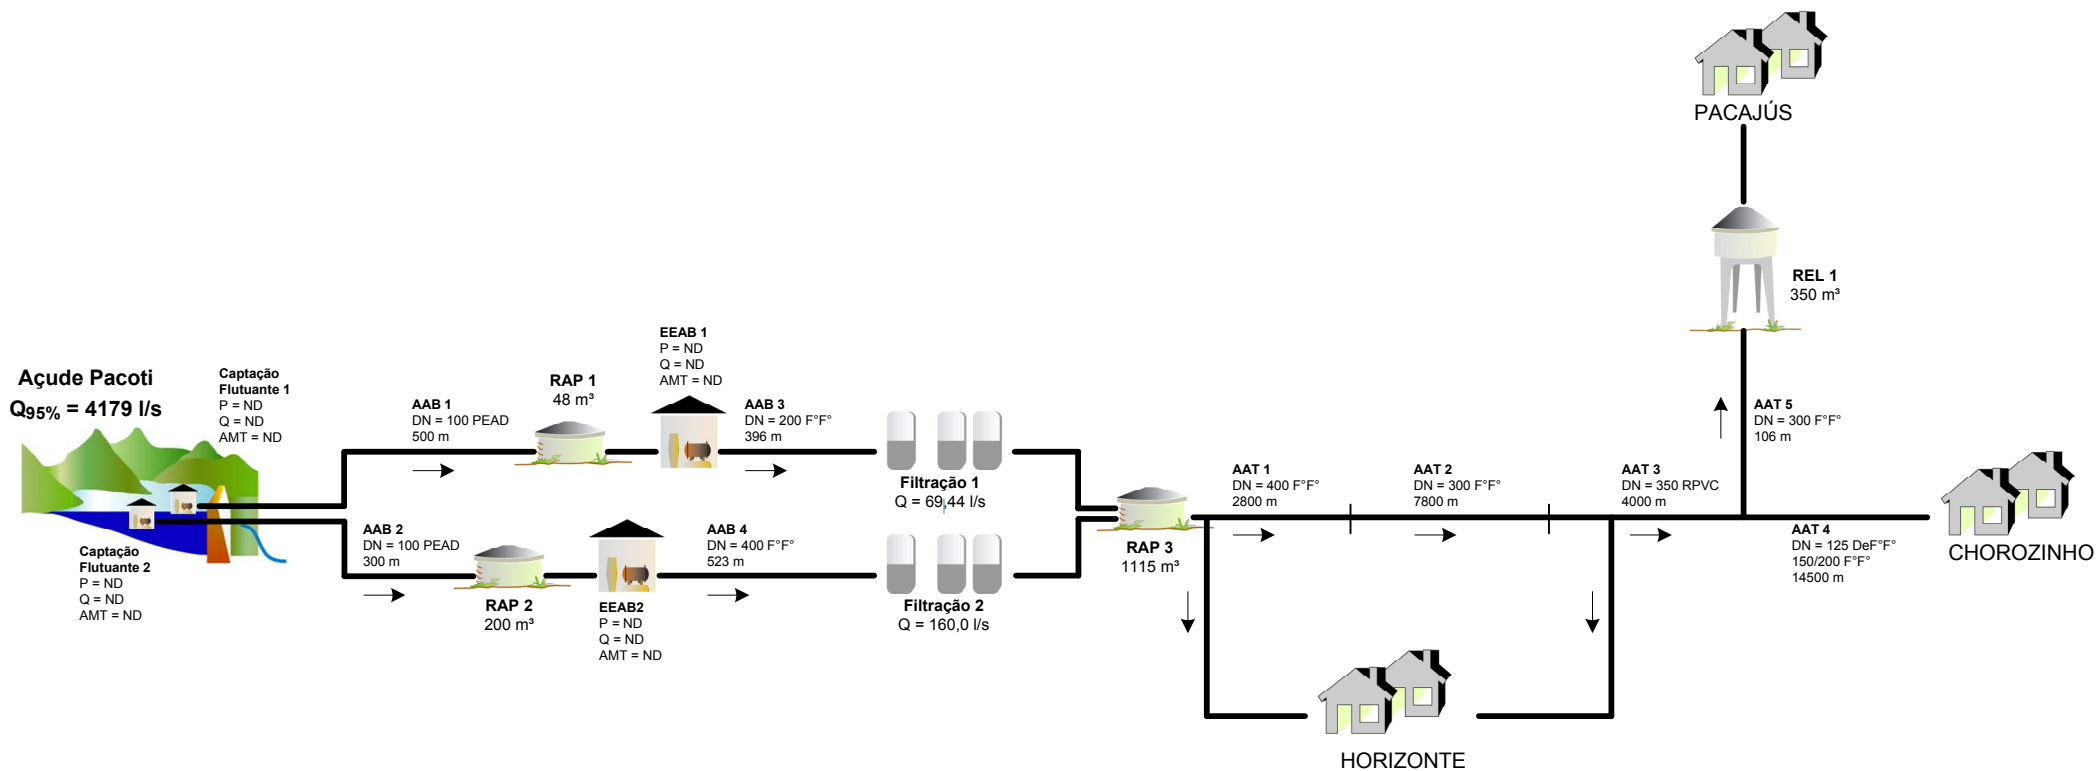 Açude Pacoti
Q95% = 4179 l/s
Captação
Flutuante 1
P = ND
Q = ND
AMT = ND
Captação
Flutuante 2
P = ND
Q = ND
AMT = ND
AAB 1
DN = 100 PEAD
500 m
RAP 1
48 m³
EEAB 1
P = ND
Q = ND
AMT = ND
AAB 3
DN = 200 F°F°
396 m
Filtração 1
Q = 69,44 l/s
AAB 2
DN = 100 PEAD
300 m
RAP 2
200 m³
EEAB2
P = ND
Q = ND
AMT = ND
AAB 4
DN = 400 F°F°
523 m
Filtração 2
Q = 160,0 l/s
RAP 3
1115 m³
AAT 1
DN = 400 F°F°
2800 m
AAT 2
DN = 300 F°F°
7800 m
AAT 3
DN = 350 RPVC
4000 m
HORIZONTE
PACAJÚS
REL 1
350 m³
AAT 5
DN = 300 F°F°
106 m
AAT 4
DN = 125 DeF°F°
150/200 F°F°
14500 m
CHOROZINHO